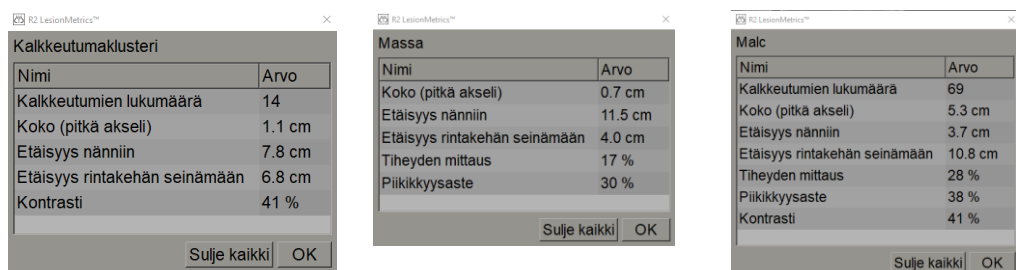 R2 LesionMetrics™
Kalkkeutumaklusteri
Nimi Arvo
Kalkkeutumien lukumäärä 14
Koko (pitkä akseli) 1.1 cm
Etäisyys nänniin 7.8 cm
Etäisyys rintakehän seinämään 6.8 cm
Kontrasti 41 %
Sulje kaikki OK
R2 LesionMetrics™
Massa
Nimi Arvo
Koko (pitkä akseli) 0.7 cm
Etäisyys nänniin 11.5 cm
Etäisyys rintakehän seinämään 4.0 cm
Tiheyden mittaus 17 %
Piikikkyysaste 30 %
Sulje kaikki OK
R2 LesionMetrics™
Malc
Nimi Arvo
Kalkkeutumien lukumäärä 69
Koko (pitkä akseli) 5.3 cm
Etäisyys nänniin 3.7 cm
Etäisyys rintakehän seinämään 10.8 cm
Tiheyden mittaus 28 %
Piikikkyysaste 38 %
Kontrasti 41 %
Sulje kaikki OK